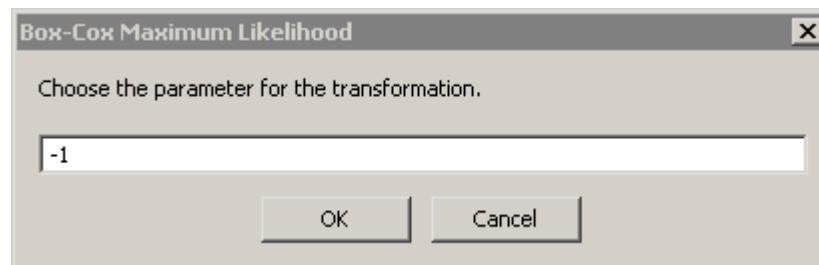 Box-Cox Maximum Likelihood
Choose the parameter for the transformation.
-1
OK Cancel